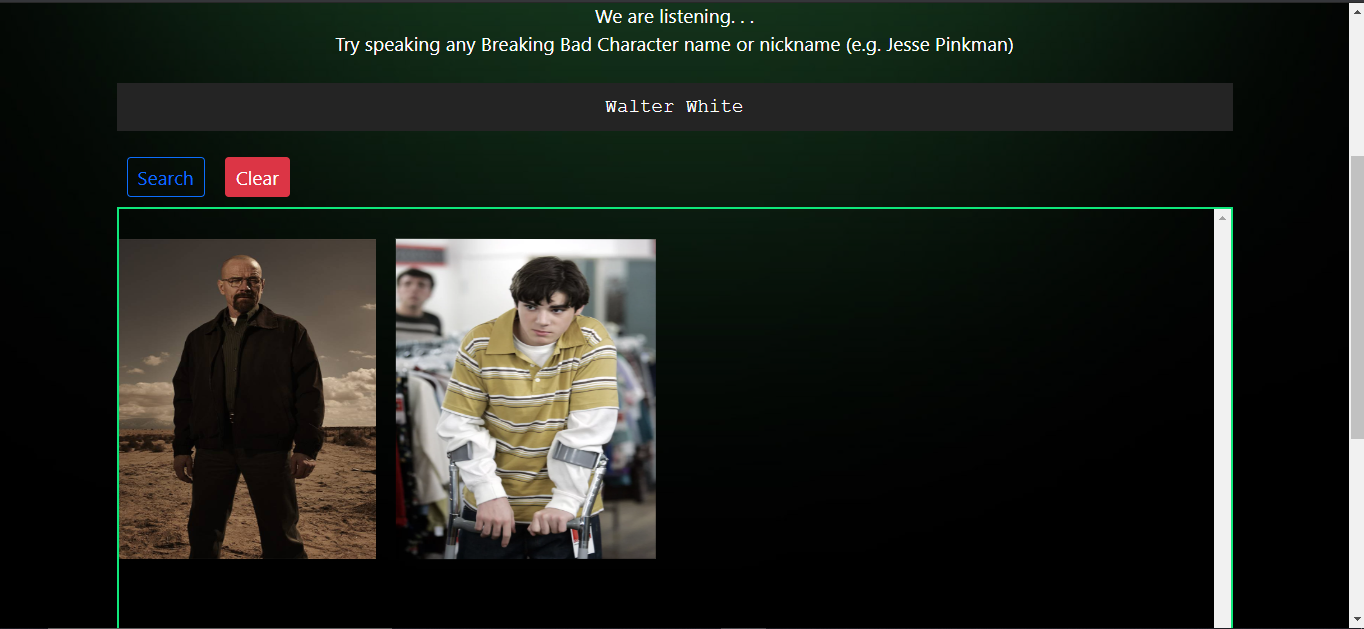 We are listening. . .
Try speaking any Breaking Bad Character name or nickname (e.g. Jesse Pinkman)
Walter White
Search
Clear